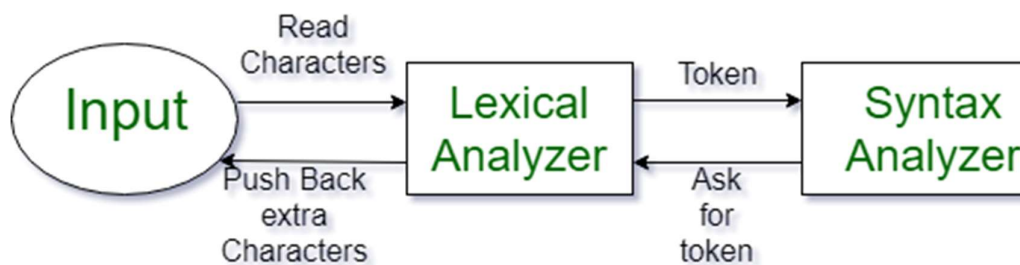 Read
Characters
Input
Push Back
extra
Characters
Lexical
Analyzer
Token
Ask
for
token
Syntax
Analyzer